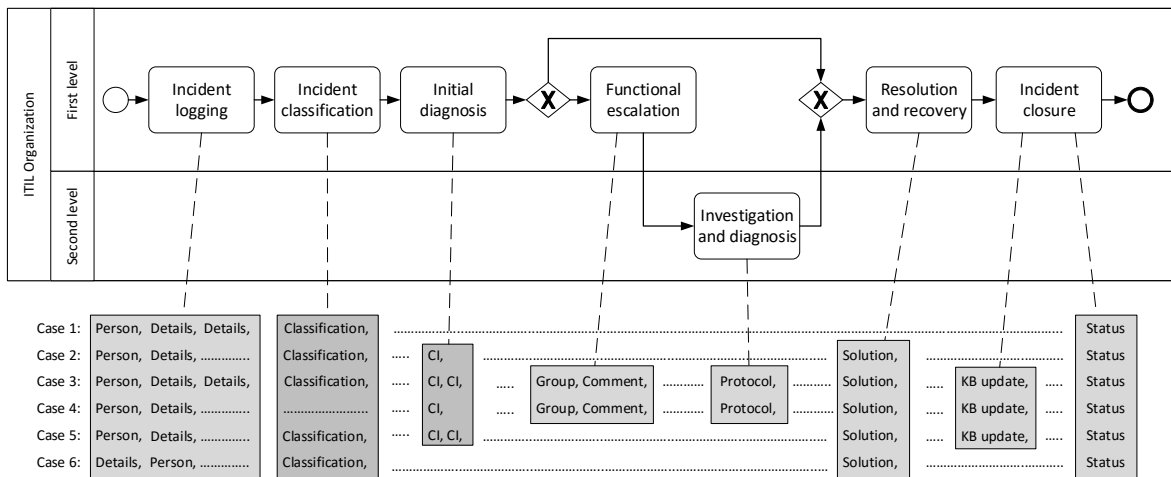 ITIL Organization
First level
Second level
Incident
logging
Incident
classification
Initial
diagnosis
X
Functional
escalation
X
Resolution
and recovery
Incident
closure
Investigation
and diagnosis
Case 1: Person, Details, Details, Classification, ........ Status
Case 2: Person, Details, ............. Classification, ..... CI, ........ Solution, ........ Status
Case 3: Person, Details, Details, Classification, ..... CI, CI, ..... Group, Comment, ........... Protocol, ........... Solution, ..... KB update, ..... Status
Case 4: Person, Details, ............. ...................... ..... CI, ..... Group, Comment, ........... Protocol, ........... Solution, ..... KB update, ..... Status
Case 5: Person, Details, ............. Classification, ..... CI, CI, ........ Solution, ..... KB update, ..... Status
Case 6: Details, Person, ............. Classification, ........ Solution, ........ Status